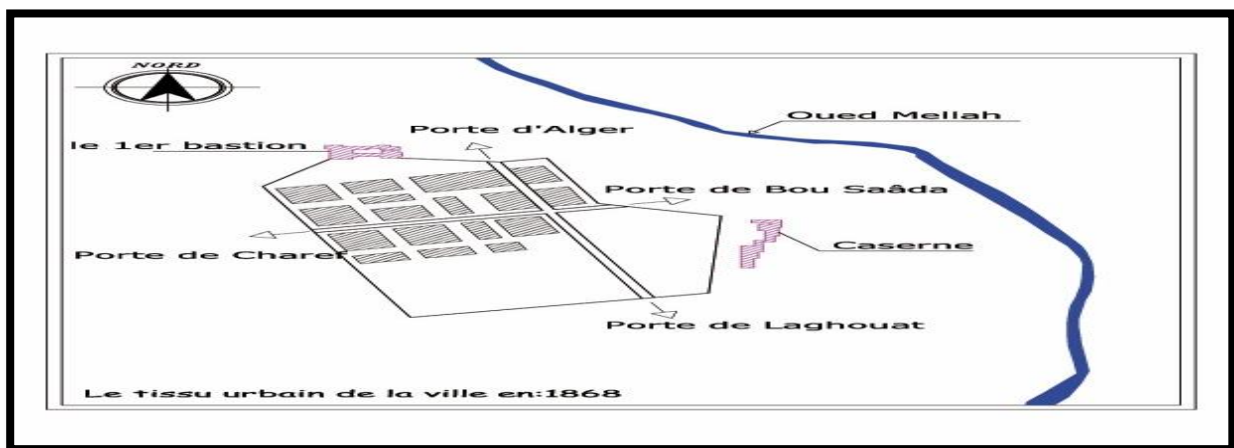 NORD
Porte d'Alger
Oued Mellah
le 1er bastion
Porte de Bou Saâda
Porte de Charef
Caserne
Porte de Laghouat
Le tissu urbain de la ville en:1868